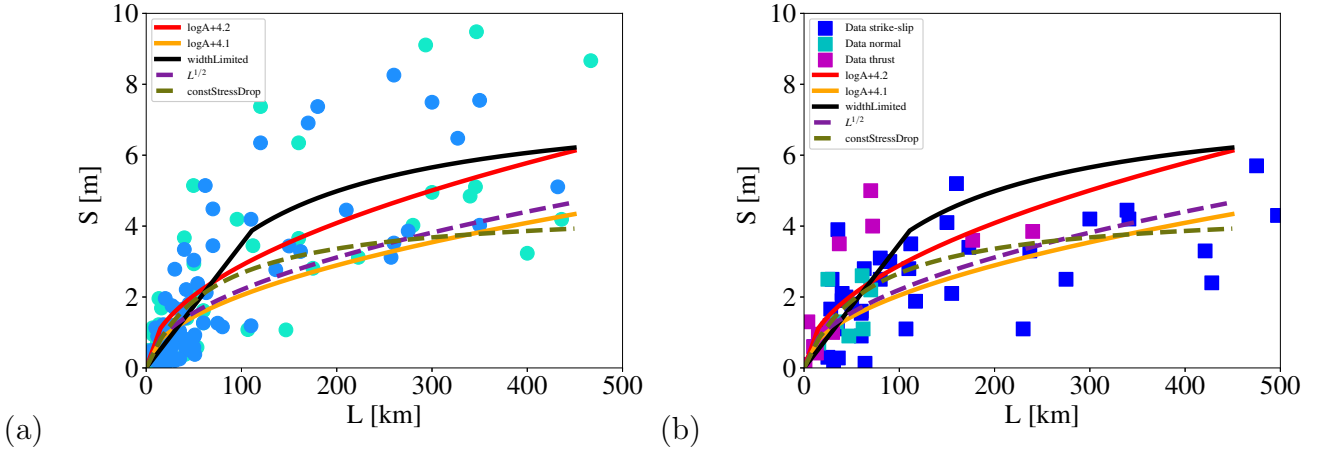 10
8
6
4
2
0
S [m]
logA+4.2
logA+4.1
widthLimited
L^{1/2}
constStressDrop
0 100 200 300 400 500
L [km]
(a)
10
8
6
4
2
0
S [m]
Data strike-slip
Data normal
Data thrust
logA+4.2
logA+4.1
widthLimited
L^{1/2}
constStressDrop
0 100 200 300 400 500
L [km]
(b)